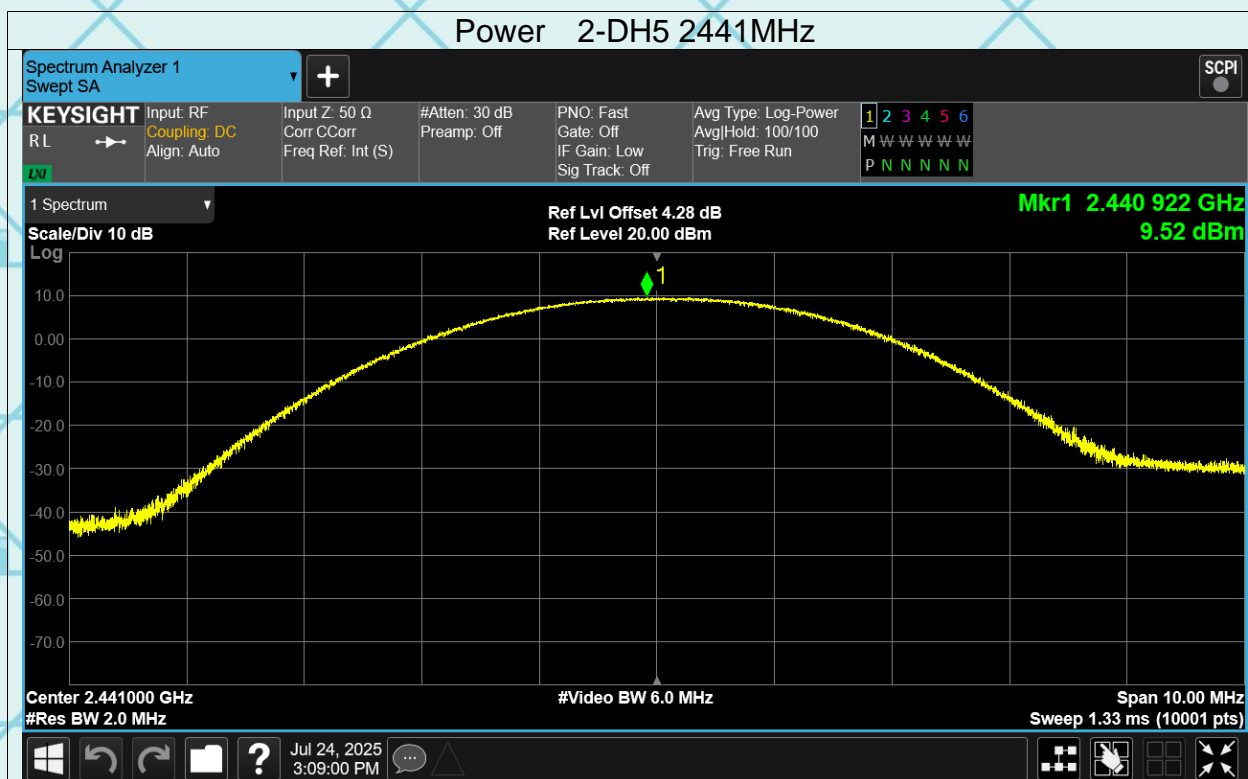 Power 2-DH5 2441MHz
Spectrum Analyzer 1
Swept SA
SCPI
KEYSIGHT
R L
LXI
Input: RF
Coupling: DC
Align: Auto
Input Z: 50 Ω
Corr CCorr
Freq Ref: Int (S)
#Atten: 30 dB
Preamp: Off
PNO: Fast
Gate: Off
IF Gain: Low
Sig Track: Off
Avg Type: Log-Power
Avg|Hold: 100/100
Trig: Free Run
1 2 3 4 5 6
M W W W W W
P N N N N N
1 Spectrum
Scale/Div 10 dB
Ref Lvl Offset 4.28 dB
Ref Level 20.00 dBm
Mkr1 2.440 922 GHz
9.52 dBm
Log
1
10.0
0.00
-10.0
-20.0
-30.0
-40.0
-50.0
-60.0
-70.0
Center 2.441000 GHz
#Res BW 2.0 MHz
#Video BW 6.0 MHz
Span 10.00 MHz
Sweep 1.33 ms (10001 pts)
?
Jul 24, 2025
3:09:00 PM